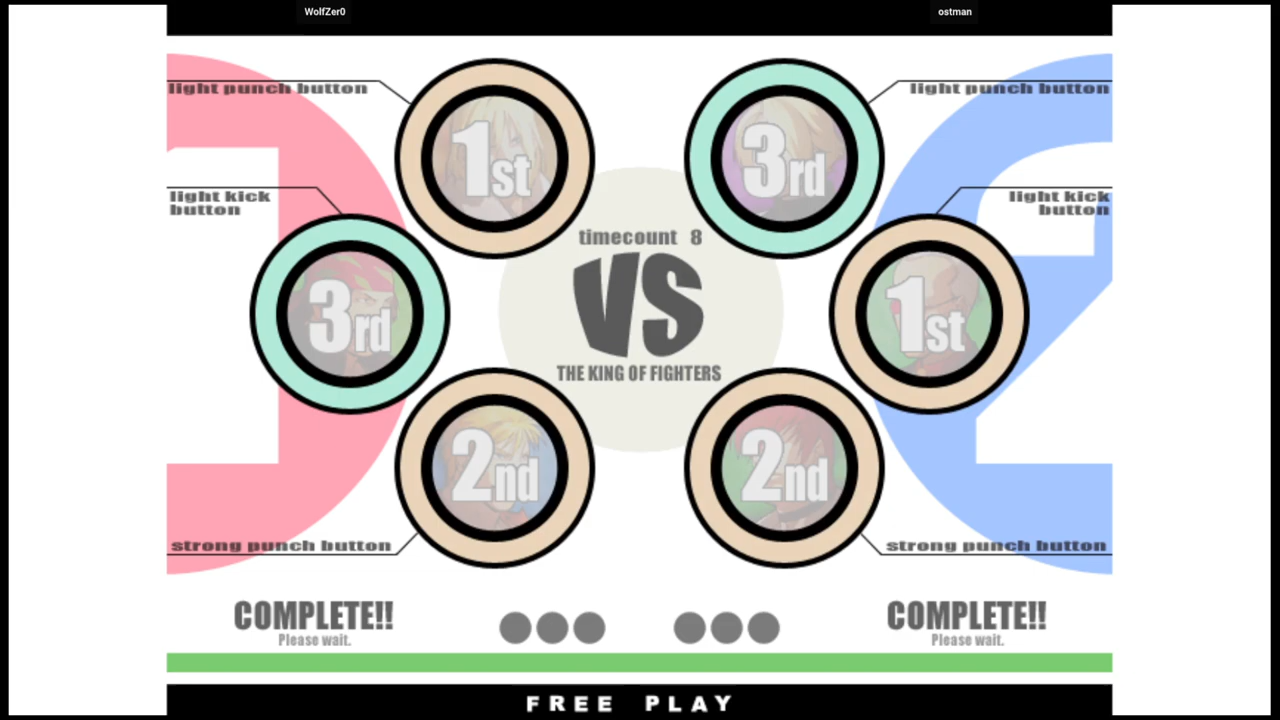 WolfZer0
ostman
light punch button
light punch button
1st
3rd
light kick
button
light kick
button
timecount 8
VS
THE KING OF FIGHTERS
3rd
1st
2nd
2nd
strong punch button
strong punch button
COMPLETE!!
Please wait.
COMPLETE!!
Please wait.
FREE PLAY